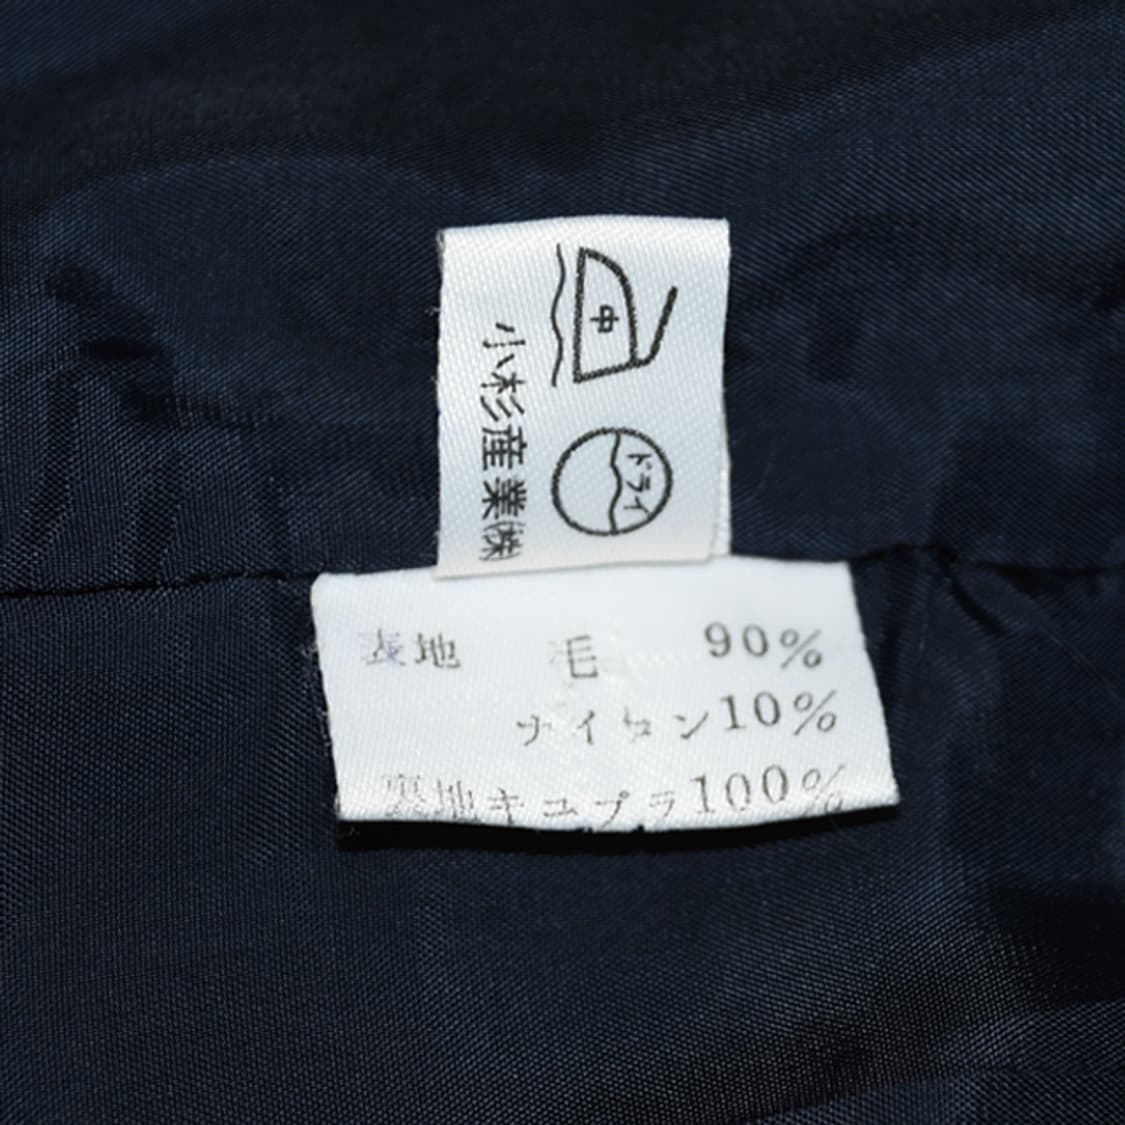 中
ドライ
小杉産業㈱
表地 毛 90%
ナイロン10%
裏地キュプラ100%